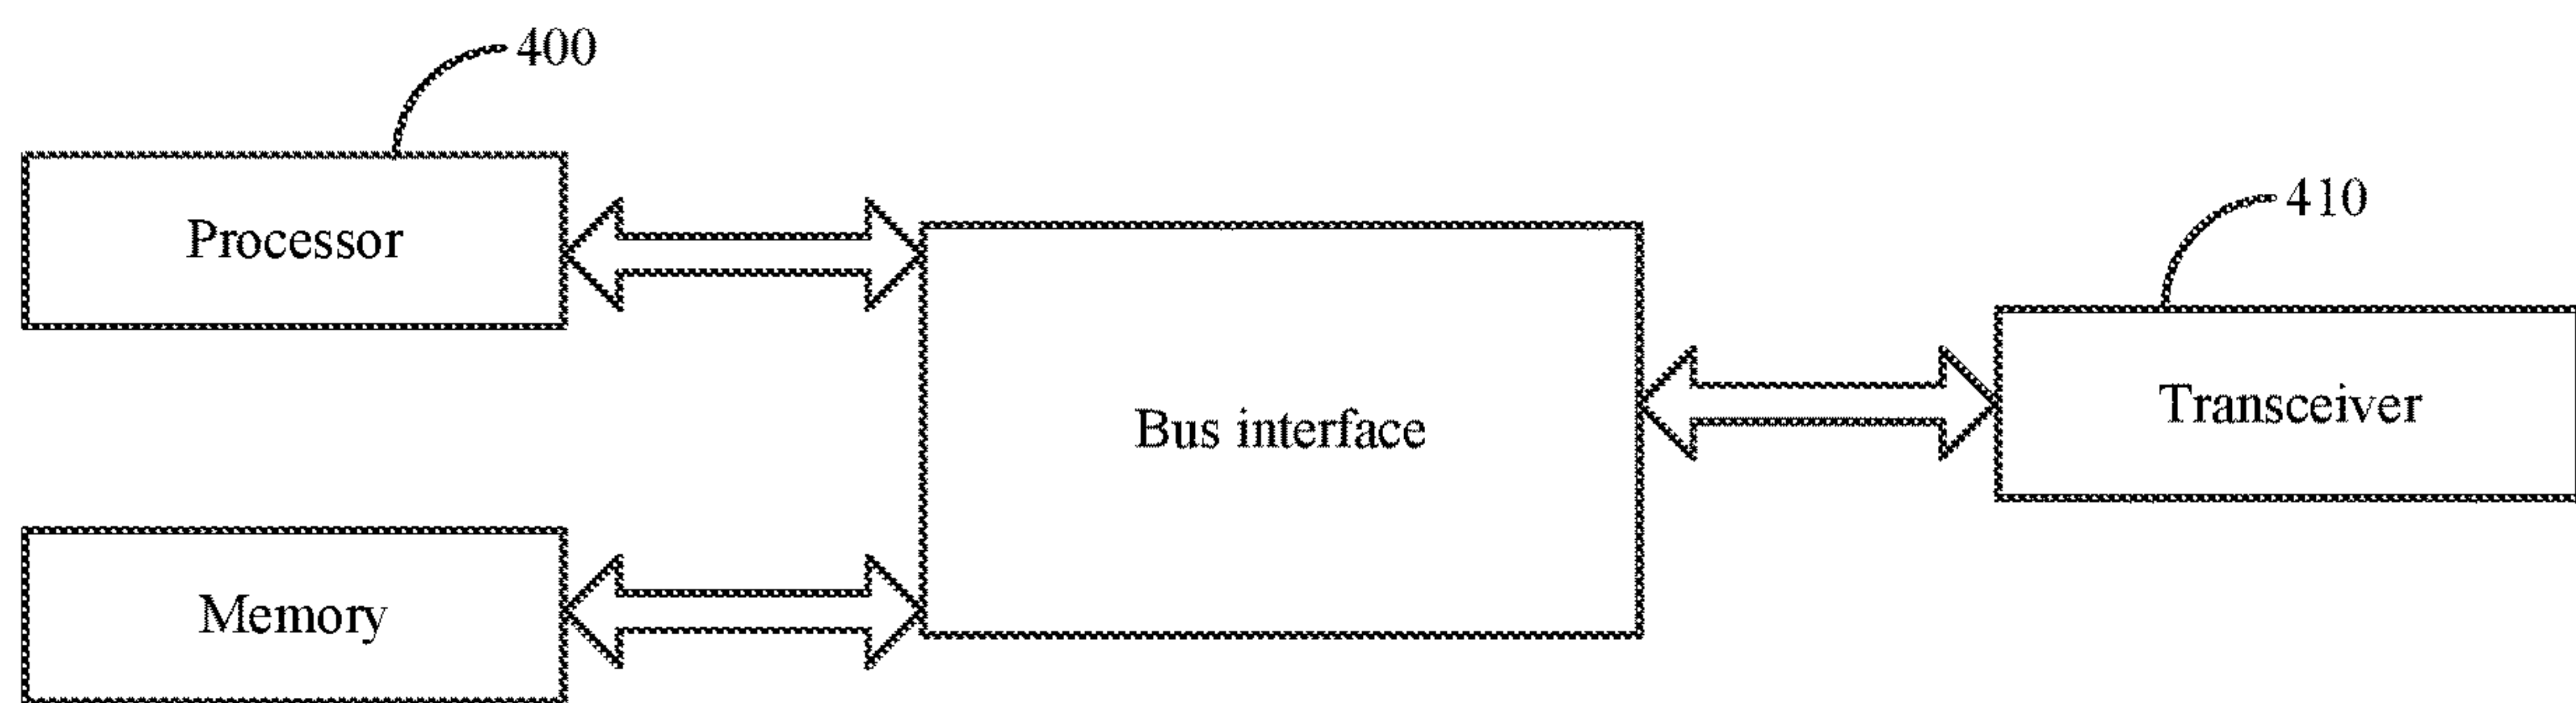 400
410
Processor
Transceiver
Bus interface
Memory